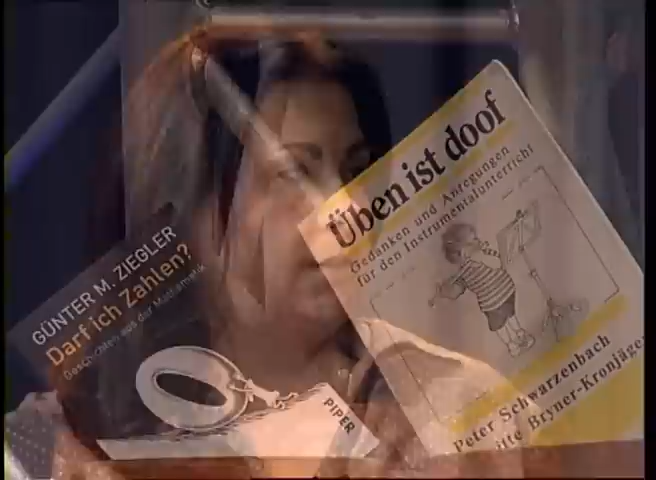 GÜNTER M. ZIEGLER
Darf ich Zahlen?
Geschichten aus der Mathematik
PIPER
Üben ist doof
Gedanken und Anregungen
für den Instrumentalunterricht
Peter Schwarzenbach
Bryner-Kronjäger